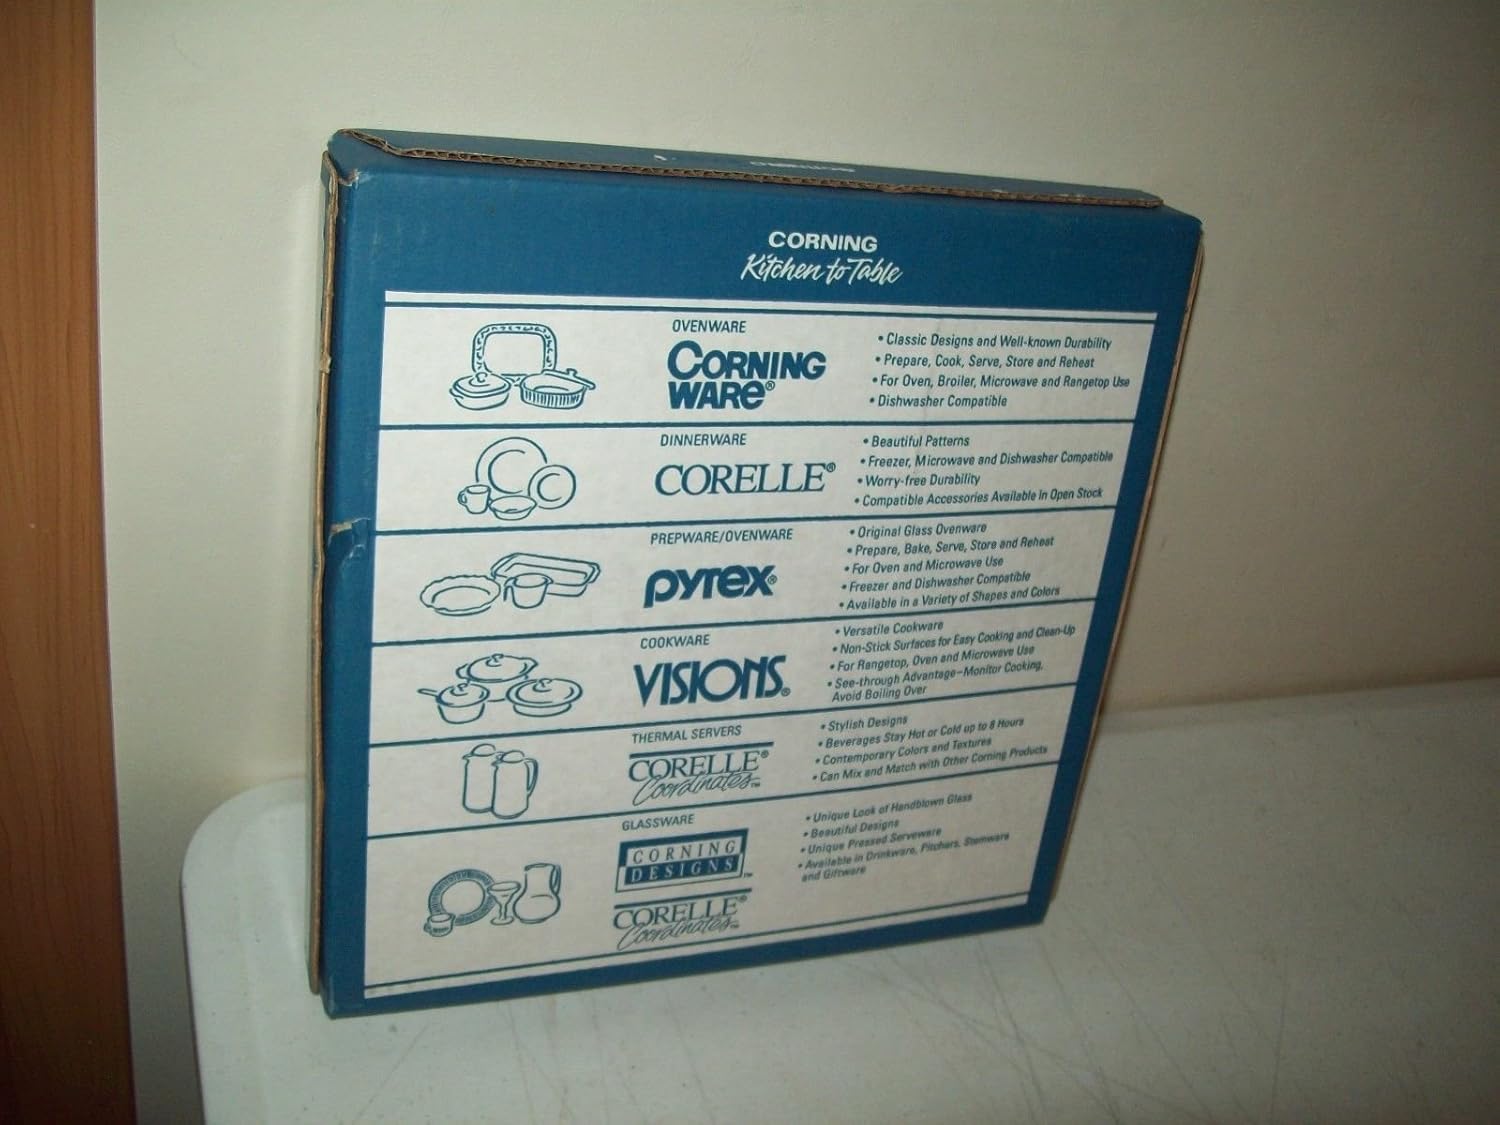 CORNING
Kitchen to Table
OVENWARE
CORNING
WARE®
• Classic Designs and Well-known Durability
• Prepare, Cook, Serve, Store and Reheat
• For Oven, Broiler, Microwave and Rangetop Use
• Dishwasher Compatible
DINNERWARE
CORELLE®
• Beautiful Patterns
• Freezer, Microwave and Dishwasher Compatible
• Worry-free Durability
• Compatible Accessories Available In Open Stock
PREPWARE/OVENWARE
PYREX®
• Original Glass Ovenware
• Prepare, Bake, Serve, Store and Reheat
• For Oven and Microwave Use
• Freezer and Dishwasher Compatible
• Available in a Variety of Shapes and Colors
COOKWARE
VISIONS®
• Versatile Cookware
• Non-Stick Surfaces for Easy Cooking and Clean-Up
• For Rangetop, Oven and Microwave Use
• See-through Advantage–Monitor Cooking,
Avoid Boiling Over
THERMAL SERVERS
CORELLE®
Coordinates™
• Stylish Designs
• Beverages Stay Hot or Cold up to 8 Hours
• Contemporary Colors and Textures
• Can Mix and Match with Other Corning Products
GLASSWARE
CORNING
DESIGNS™
CORELLE®
Coordinates™
• Unique Look of Handblown Glass
• Beautiful Designs
• Unique Pressed Serveware
• Available in Drinkware, Pitchers, Stemware
and Giftware